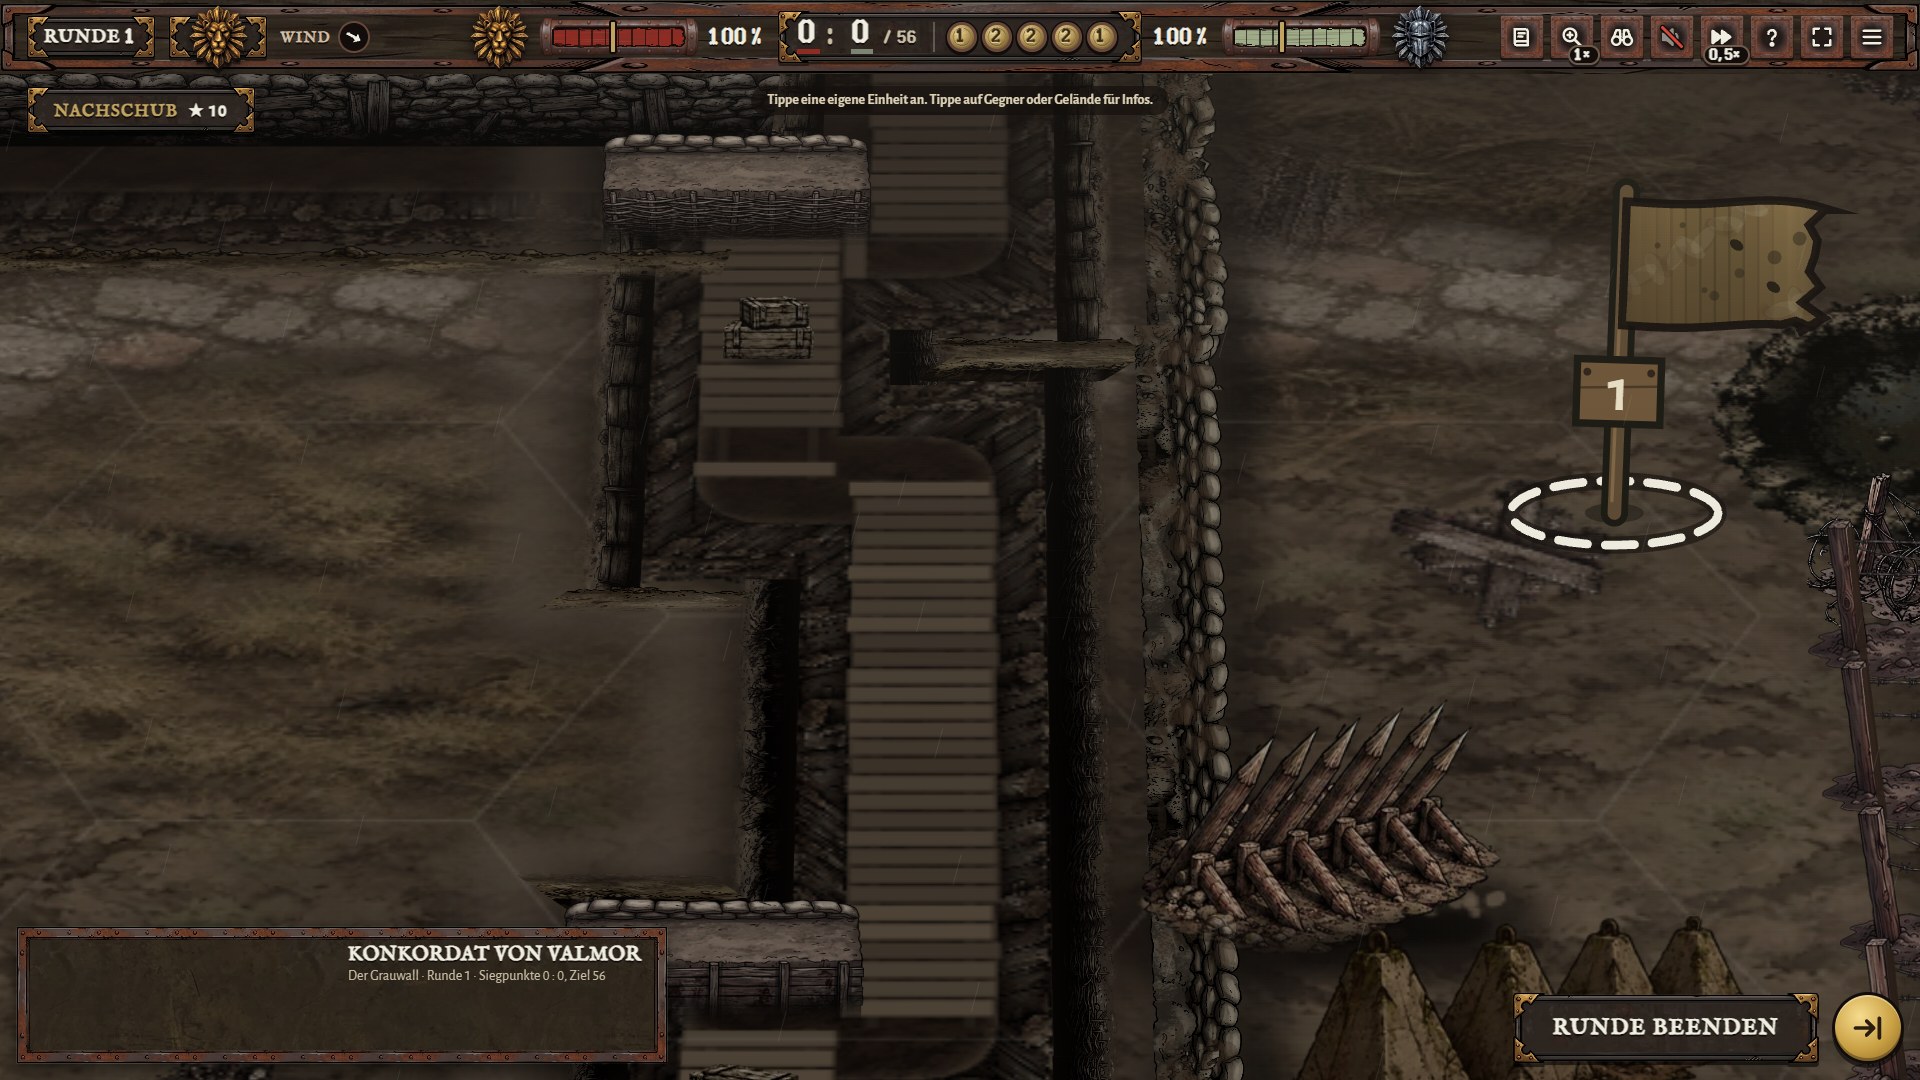 RUNDE 1
WIND
100 %
0 : 0 / 56
1 2 2 2 1
100 %
1×
0,5×
?
NACHSCHUB ★ 10
Tippe eine eigene Einheit an. Tippe auf Gegner oder Gelände für Infos.
1
KONKORDAT VON VALMOR
Der Grauwall · Runde 1 · Siegpunkte 0 : 0, Ziel 56
RUNDE BEENDEN